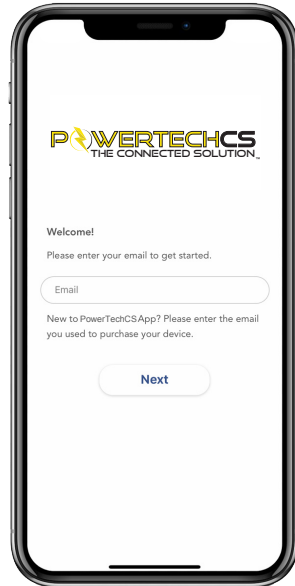 POWERTECHCS
THE CONNECTED SOLUTION™
Welcome!
Please enter your email to get started.
Email
New to PowerTechCS App? Please enter the email
you used to purchase your device.
Next